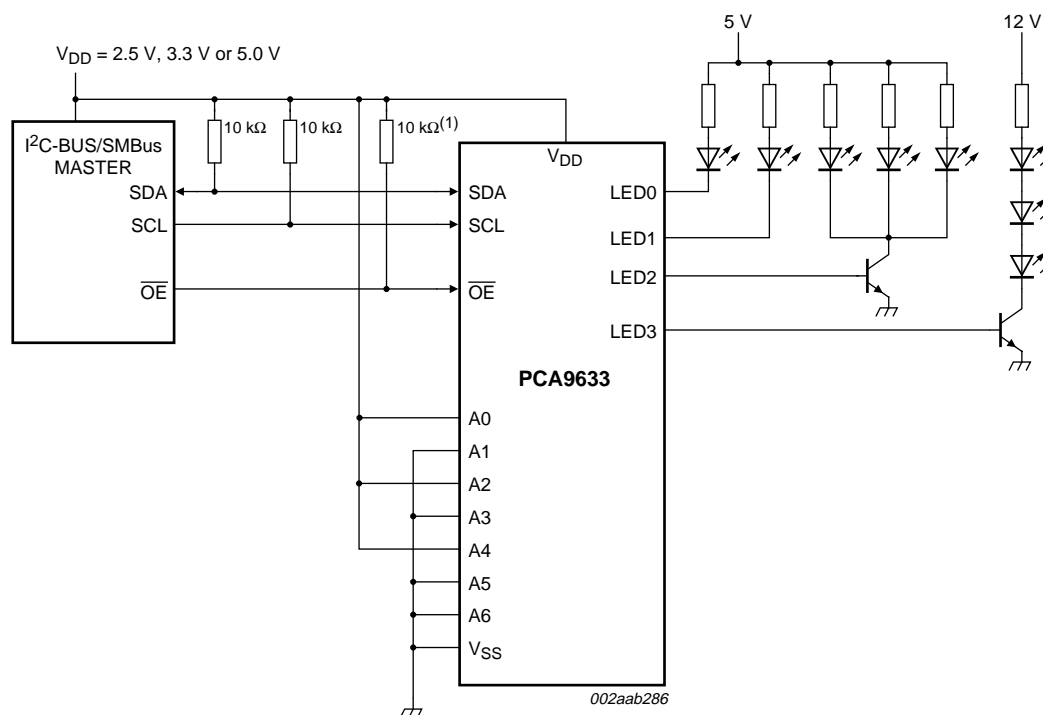 5 V
12 V
V_DD = 2.5 V, 3.3 V or 5.0 V
10 kΩ
10 kΩ
10 kΩ(1)
I²C-BUS/SMBus
MASTER
SDA
SCL
O̅E̅
V_DD
SDA
SCL
O̅E̅
LED0
LED1
LED2
LED3
PCA9633
A0
A1
A2
A3
A4
A5
A6
V_SS
002aab286